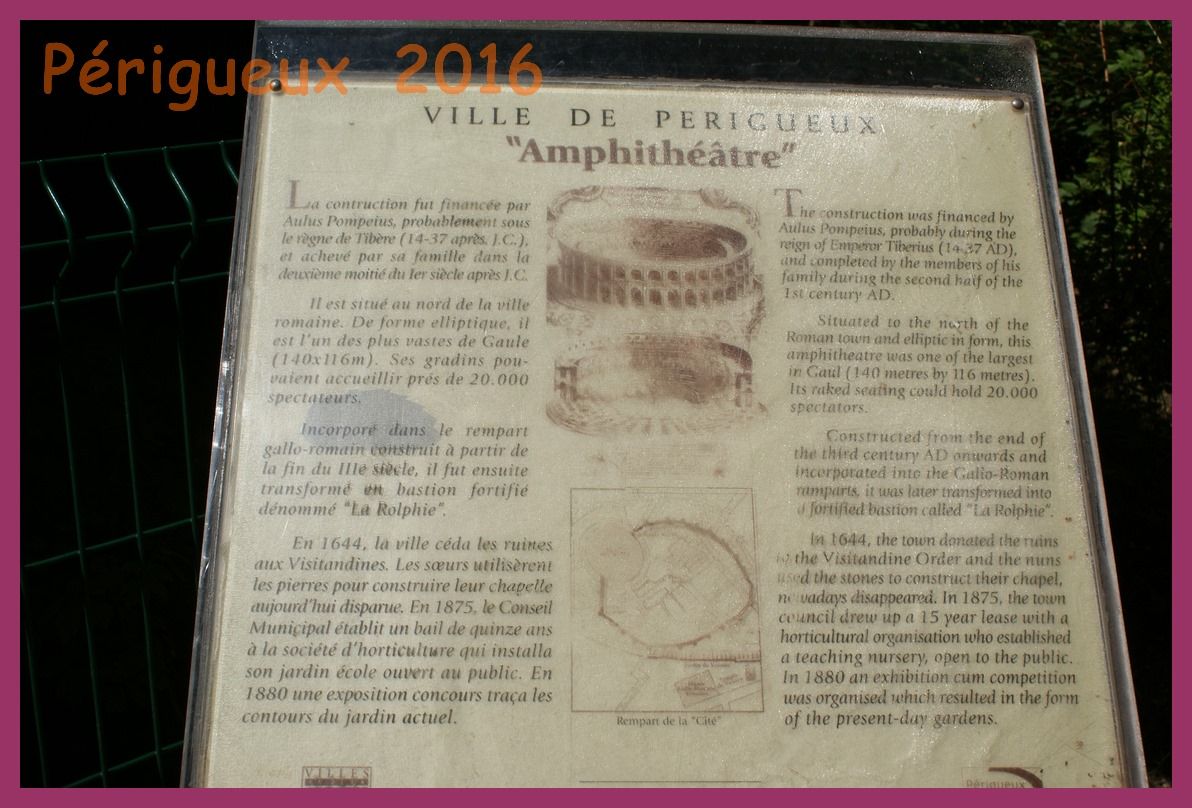 Périgueux 2016
VILLE DE PERIGUEUX
"Amphithéâtre"
La contruction fut financée par
Aulus Pompeius, probablement sous
le règne de Tibère (14-37 après. J.C.),
et achevé par sa famille dans la
deuxième moitié du Ier siècle après J.C.
Il est situé au nord de la ville
romaine. De forme elliptique, il
est l'un des plus vastes de Gaule
(140x116m). Ses gradins pou-
vaient accueillir prés de 20.000
spectateurs.
Incorporé dans le rempart
gallo-romain construit à partir de
la fin du IIIé siècle, il fut ensuite
transformé en bastion fortifié
dénommé "La Rolphie".
En 1644, la ville céda les ruines
aux Visitandines. Les sœurs utilisèrent
les pierres pour construire leur chapelle
aujourd'hui disparue. En 1875, le Conseil
Municipal établit un bail de quinze ans
à la société d'horticulture qui installa
son jardin école ouvert au public. En
1880 une exposition concours traça les
contours du jardin actuel.
Rempart de la "Cité"
The construction was financed by
Aulus Pompeius, probably during the
reign of Emperor Tiberius (14-37 AD),
and completed by the members of his
family during the second half of the
1st century AD.
Situated to the north of the
Roman town and elliptic in form, this
amphitheatre was one of the largest
in Gaul (140 metres by 116 metres).
Its raked seating could hold 20.000
spectators.
Constructed from the end of
the third century AD onwards and
incorporated into the Gallo-Roman
ramparts, it was later transformed into
a fortified bastion called "La Rolphie".
In 1644, the town donated the ruins
to the Visitandine Order and the nuns
used the stones to construct their chapel,
nowadays disappeared. In 1875, the town
council drew up a 15 year lease with a
horticultural organisation who established
a teaching nursery, open to the public.
In 1880 an exhibition cum competition
was organised which resulted in the form
of the present-day gardens.
VILLES
Périgueux